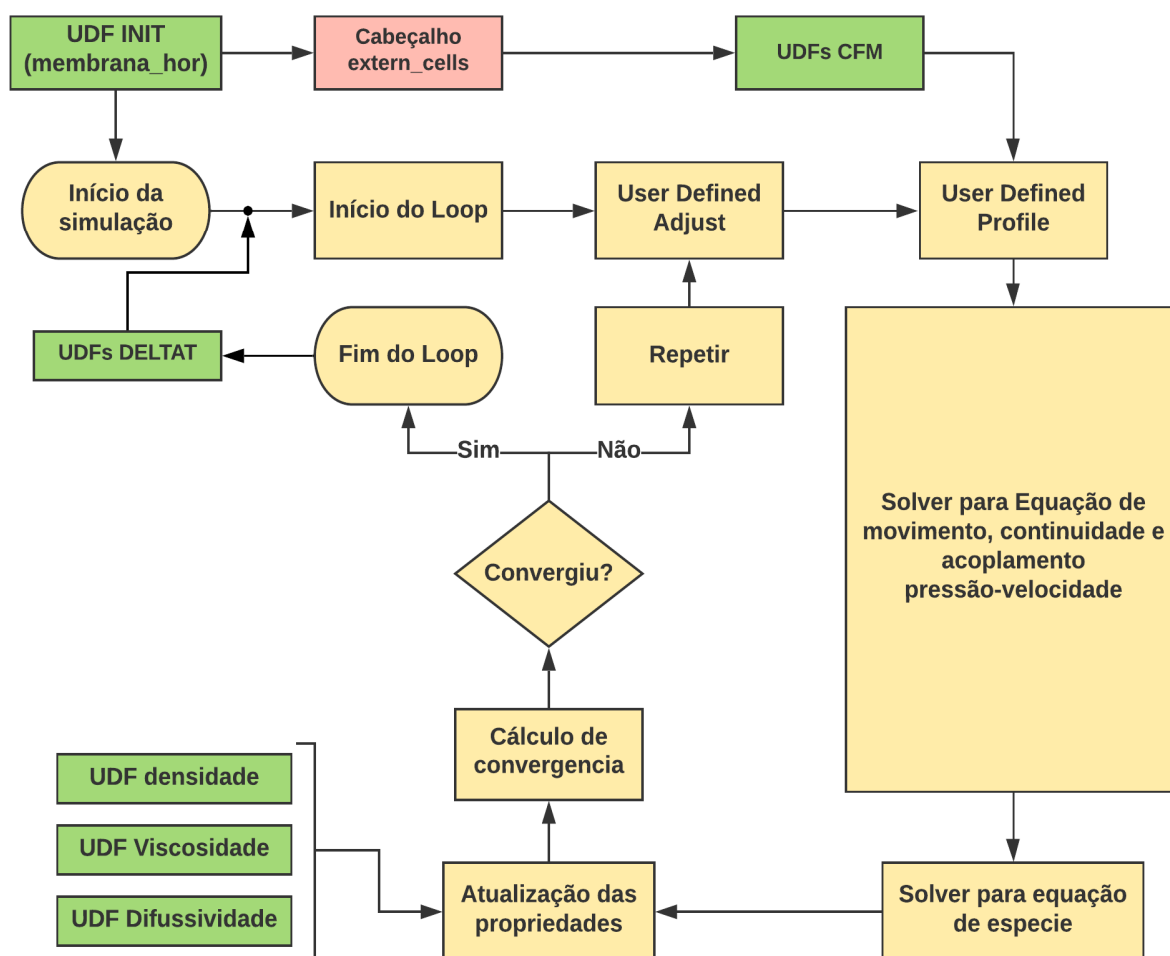 UDF INIT
(membrana_hor)
Cabeçalho
extern_cells
UDFs CFM
Início da
simulação
Início do Loop
User Defined
Adjust
User Defined
Profile
UDFs DELTAT
Fim do Loop
Repetir
Sim
Não
Solver para Equação de
movimento, continuidade e
acoplamento
pressão-velocidade
Convergiu?
Cálculo de
convergencia
UDF densidade
UDF Viscosidade
UDF Difussividade
Atualização das
propriedades
Solver para equação
de especie